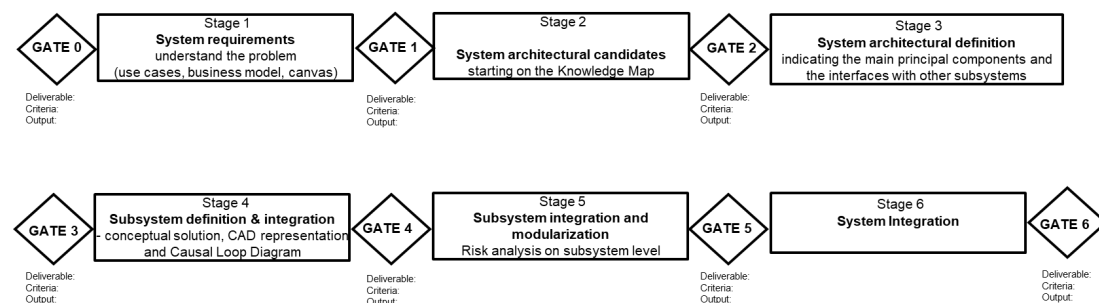 GATE 0
Stage 1
System requirements
understand the problem
(use cases, business model, canvas)
Deliverable:
Criteria:
Output:
GATE 1
Stage 2
System architectural candidates
starting on the Knowledge Map
Deliverable:
Criteria:
Output:
GATE 2
Stage 3
System architectural definition
indicating the main principal components and
the interfaces with other subsystems
Deliverable:
Criteria:
Output:
GATE 3
Stage 4
Subsystem definition & integration
- conceptual solution, CAD representation
and Causal Loop Diagram
Deliverable:
Criteria:
Output:
GATE 4
Stage 5
Subsystem integration and
modularization
Risk analysis on subsystem level
Deliverable:
Criteria:
Output:
GATE 5
Stage 6
System Integration
Deliverable:
Criteria:
Output:
GATE 6
Deliverable:
Criteria:
Output: